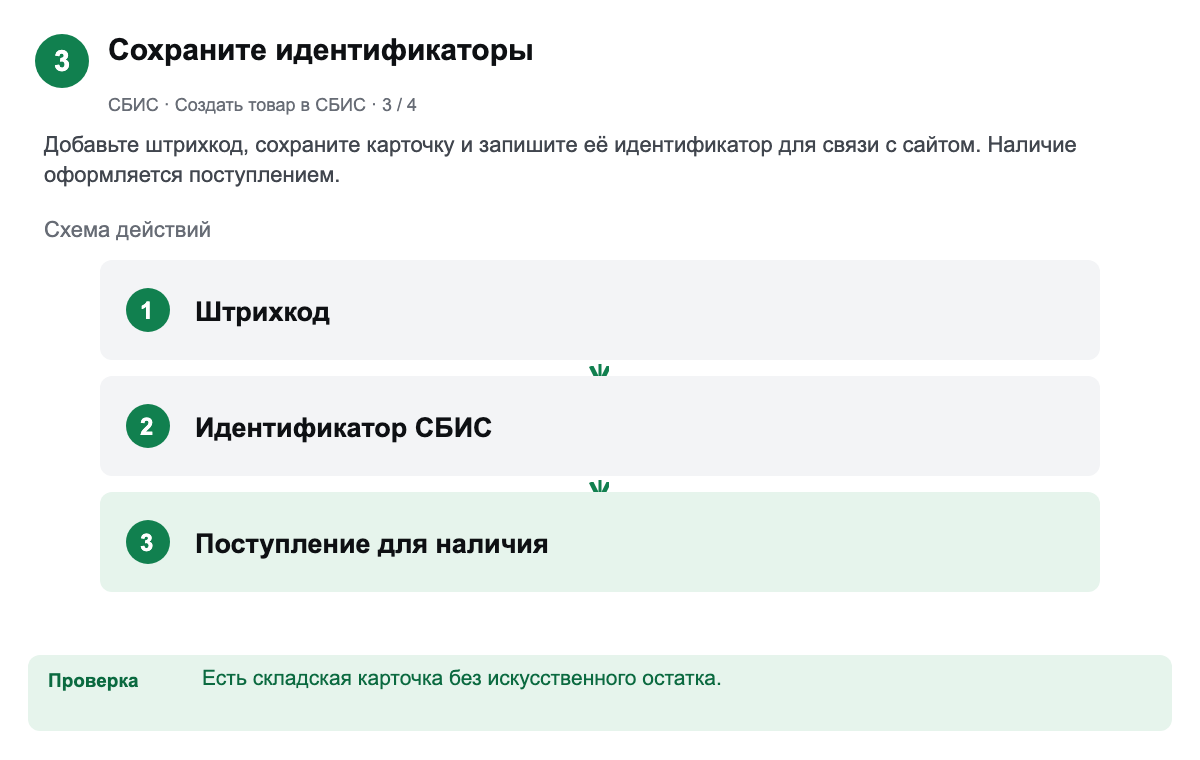 3 Сохраните идентификаторы
СБИС · Создать товар в СБИС · 3 / 4
Добавьте штрихкод, сохраните карточку и запишите её идентификатор для связи с сайтом. Наличие
оформляется поступлением.
Схема действий
1 Штрихкод
2 Идентификатор СБИС
3 Поступление для наличия
Проверка Есть складская карточка без искусственного остатка.